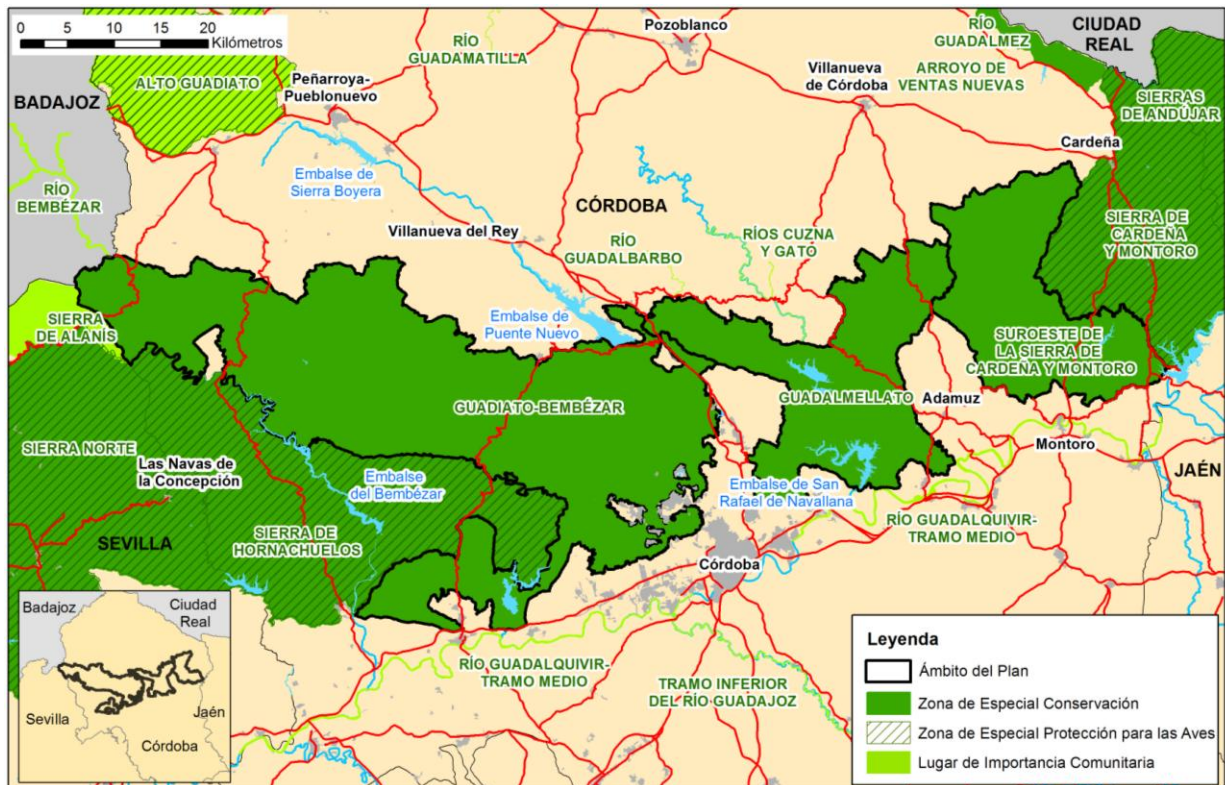 0 5 10 15 20
Kilómetros
Pozoblanco
RÍO
GUADAMATILLA
RÍO
GUADALMEZ
CIUDAD
REAL
ALTO GUADIATO
Peñarroya-
Pueblonuevo
Villanueva
de Córdoba
ARROYO DE
VENTAS NUEVAS
BADAJOZ
SIERRAS
DE ANDÚJAR
Cardeña
Embalse de
Sierra Boyera
RÍO
BEMBÉZAR
CÓRDOBA
Villanueva del Rey
RÍO
GUADALBARBO
RÍOS CUZNA
Y GATO
SIERRA DE
CARDEÑA
Y MONTORO
SIERRA
DE ALANÍS
Embalse de
Puente Nuevo
SUROESTE DE
LA SIERRA DE
CARDEÑA Y MONTORO
GUADIATO-BEMBÉZAR
GUADALMELLATO
Adamuz
SIERRA NORTE
Las Navas de
la Concepción
Embalse
del Bembézar
Embalse de San
Rafael de Navallana
Montoro
JAÉN
SEVILLA
SIERRA DE
HORNACHUELOS
RÍO GUADALQUIVIR-
TRAMO MEDIO
Córdoba
RÍO GUADALQUIVIR-
TRAMO MEDIO
TRAMO INFERIOR
DEL RÍO GUADAJOZ
Badajoz
Ciudad
Real
Sevilla
Jaén
Córdoba
Leyenda
Ámbito del Plan
Zona de Especial Conservación
Zona de Especial Protección para las Aves
Lugar de Importancia Comunitaria